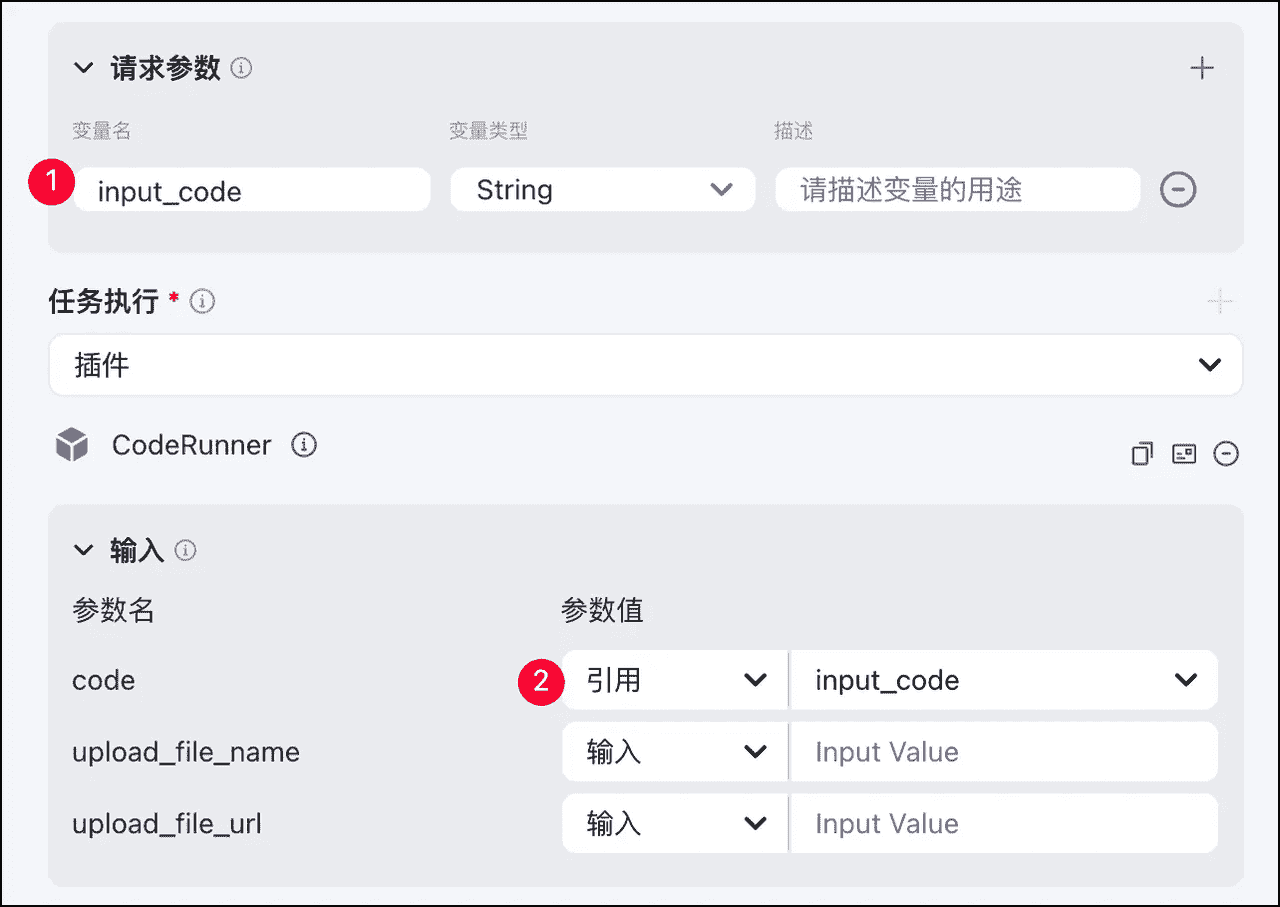 请求参数
变量名 变量类型 描述
1 input_code String 请描述变量的用途
任务执行 *
插件
CodeRunner
输入
参数名 参数值
code 2 引用 input_code
upload_file_name 输入 Input Value
upload_file_url 输入 Input Value